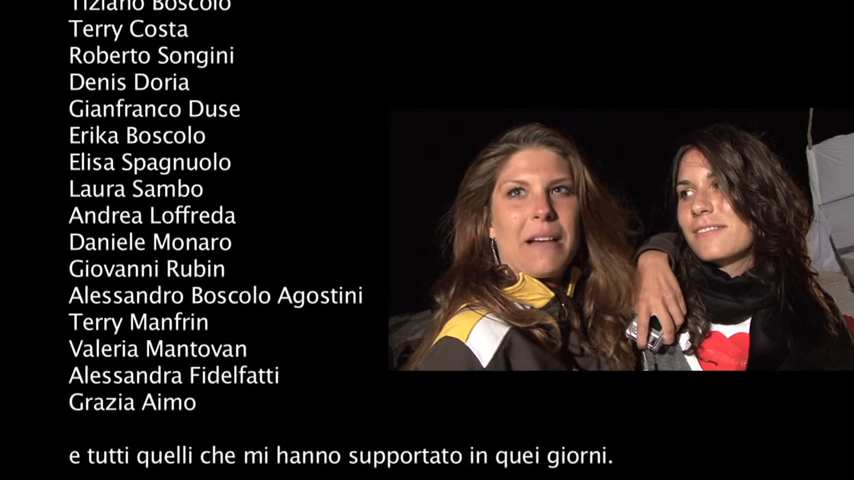 Tiziano Boscolo
Terry Costa
Roberto Songini
Denis Doria
Gianfranco Duse
Erika Boscolo
Elisa Spagnuolo
Laura Sambo
Andrea Loffreda
Daniele Monaro
Giovanni Rubin
Alessandro Boscolo Agostini
Terry Manfrin
Valeria Mantovan
Alessandra Fidelfatti
Grazia Aimo
e tutti quelli che mi hanno supportato in quei giorni.